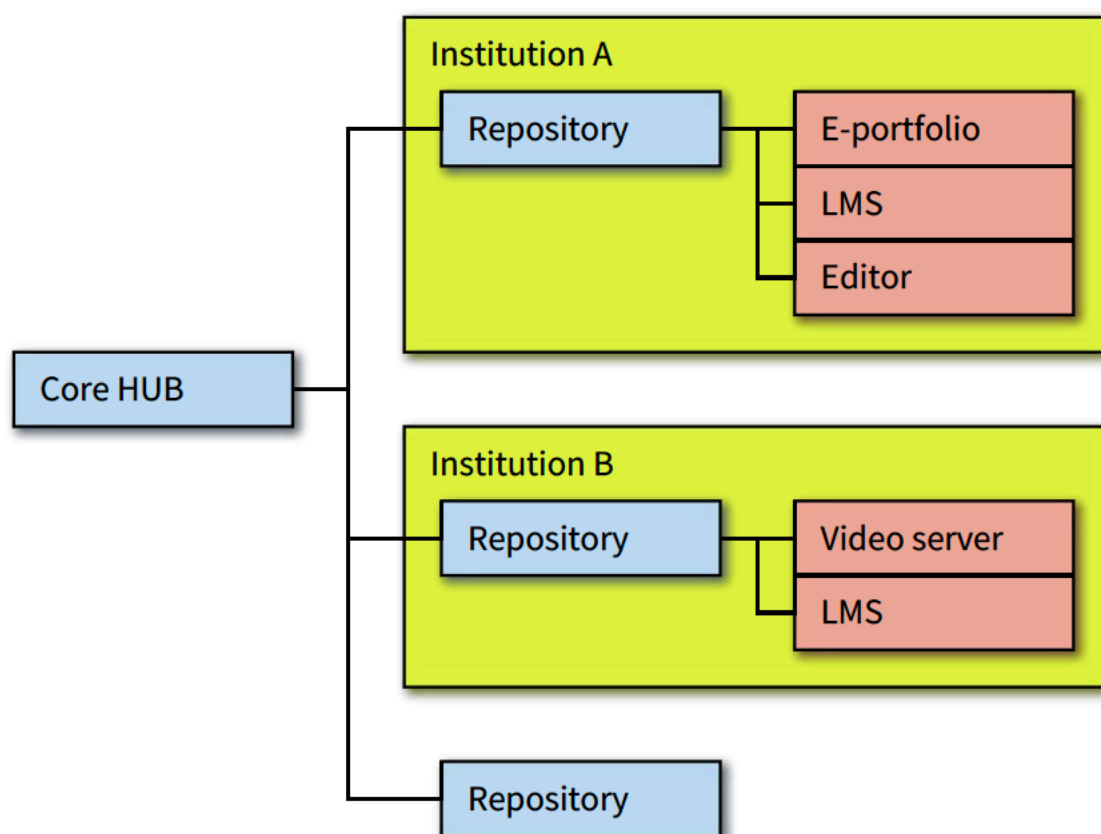 Institution A
Repository
E-portfolio
LMS
Editor
Core HUB
Institution B
Repository
Video server
LMS
Repository